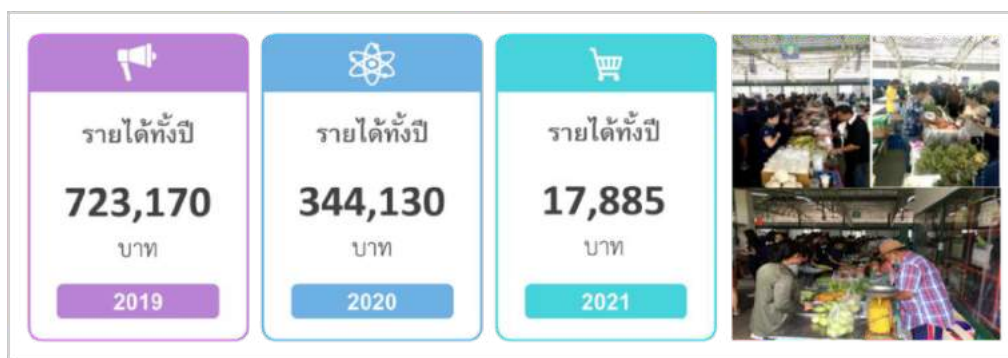 รายได้ทั้งปี
723,170
บาท
2019
รายได้ทั้งปี
344,130
บาท
2020
รายได้ทั้งปี
17,885
บาท
2021